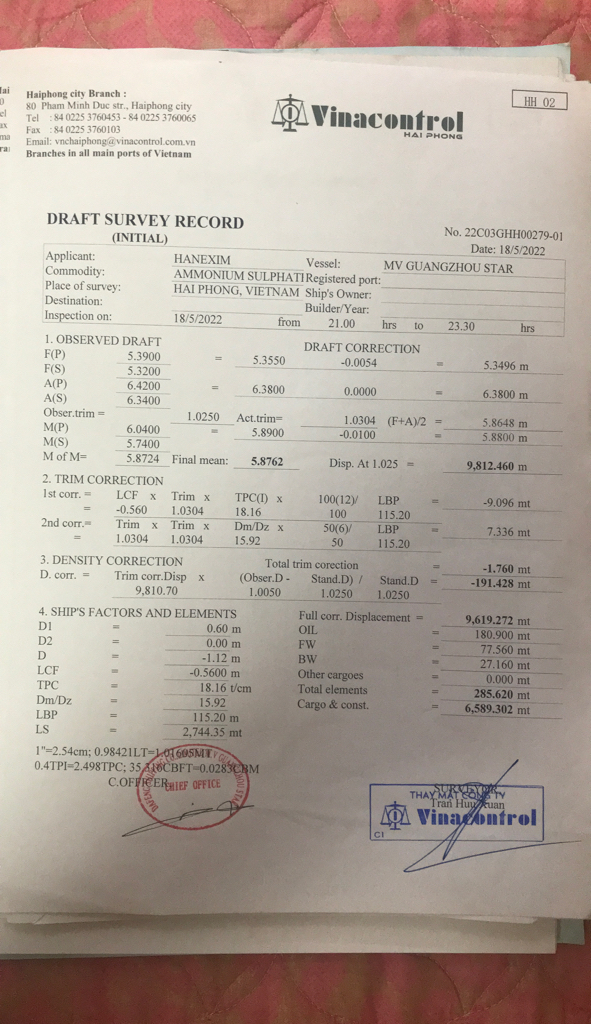 HH 02
Haiphong city Branch :
80 Pham Minh Duc str., Haiphong city
Tel : 84 0225 3760453 - 84 0225 3760065
Fax : 84 0225 3760103
Email: vnchaiphong@vinacontrol.com.vn
Branches in all main ports of Vietnam
Vinacontrol
HAI PHONG
DRAFT SURVEY RECORD
(INITIAL)
No. 22C03GHH00279-01
Date: 18/5/2022
Applicant: HANEXIM Vessel: MV GUANGZHOU STAR
Commodity: AMMONIUM SULPHATI Registered port:
Place of survey: HAI PHONG, VIETNAM Ship's Owner:
Destination: Builder/Year:
Inspection on: 18/5/2022 from 21.00 hrs to 23.30 hrs
1. OBSERVED DRAFT DRAFT CORRECTION
F(P) 5.3900 = 5.3550 -0.0054 = 5.3496 m
F(S) 5.3200
A(P) 6.4200 = 6.3800 0.0000 = 6.3800 m
A(S) 6.3400
Obser.trim = 1.0250 Act.trim= 1.0304 (F+A)/2 = 5.8648 m
M(P) 6.0400 = 5.8900 -0.0100 = 5.8800 m
M(S) 5.7400
M of M= 5.8724 Final mean: 5.8762 Disp. At 1.025 = 9,812.460 m
2. TRIM CORRECTION
1st corr. = LCF x Trim x TPC(I) x 100(12)/ LBP = -9.096 mt
= -0.560 1.0304 18.16 100 115.20
2nd corr.= Trim x Trim x Dm/Dz x 50(6)/ LBP = 7.336 mt
= 1.0304 1.0304 15.92 50 115.20
3. DENSITY CORRECTION Total trim corection = -1.760 mt
D. corr. = Trim corr.Disp x (Obser.D - Stand.D) / Stand.D = -191.428 mt
9,810.70 1.0050 1.0250 1.0250
4. SHIP'S FACTORS AND ELEMENTS Full corr. Displacement = 9,619.272 mt
D1 = 0.60 m OIL = 180.900 mt
D2 = 0.00 m FW = 77.560 mt
D = -1.12 m BW = 27.160 mt
LCF = -0.5600 m Other cargoes = 0.000 mt
TPC = 18.16 t/cm Total elements = 285.620 mt
Dm/Dz = 15.92 Cargo & const. = 6,589.302 mt
LBP = 115.20 m
LS = 2,744.35 mt
1"=2.54cm; 0.98421LT=1.01605MT
0.4TPI=2.498TPC; 35.316CBFT=0.0283CBM
C.OFFICER
CHIEF OFFICE
SURVEYOR
THAY MẶT CÔNG TY
Vinacontrol
C1